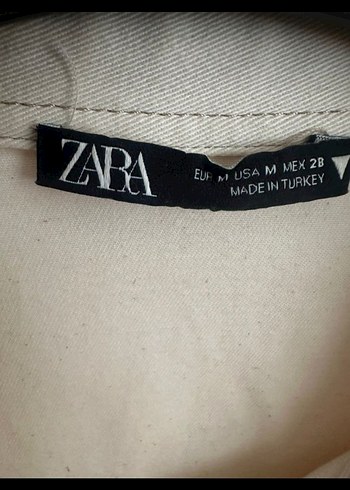 ZARA
EUR M USA M MEX 28
MADE IN TURKEY